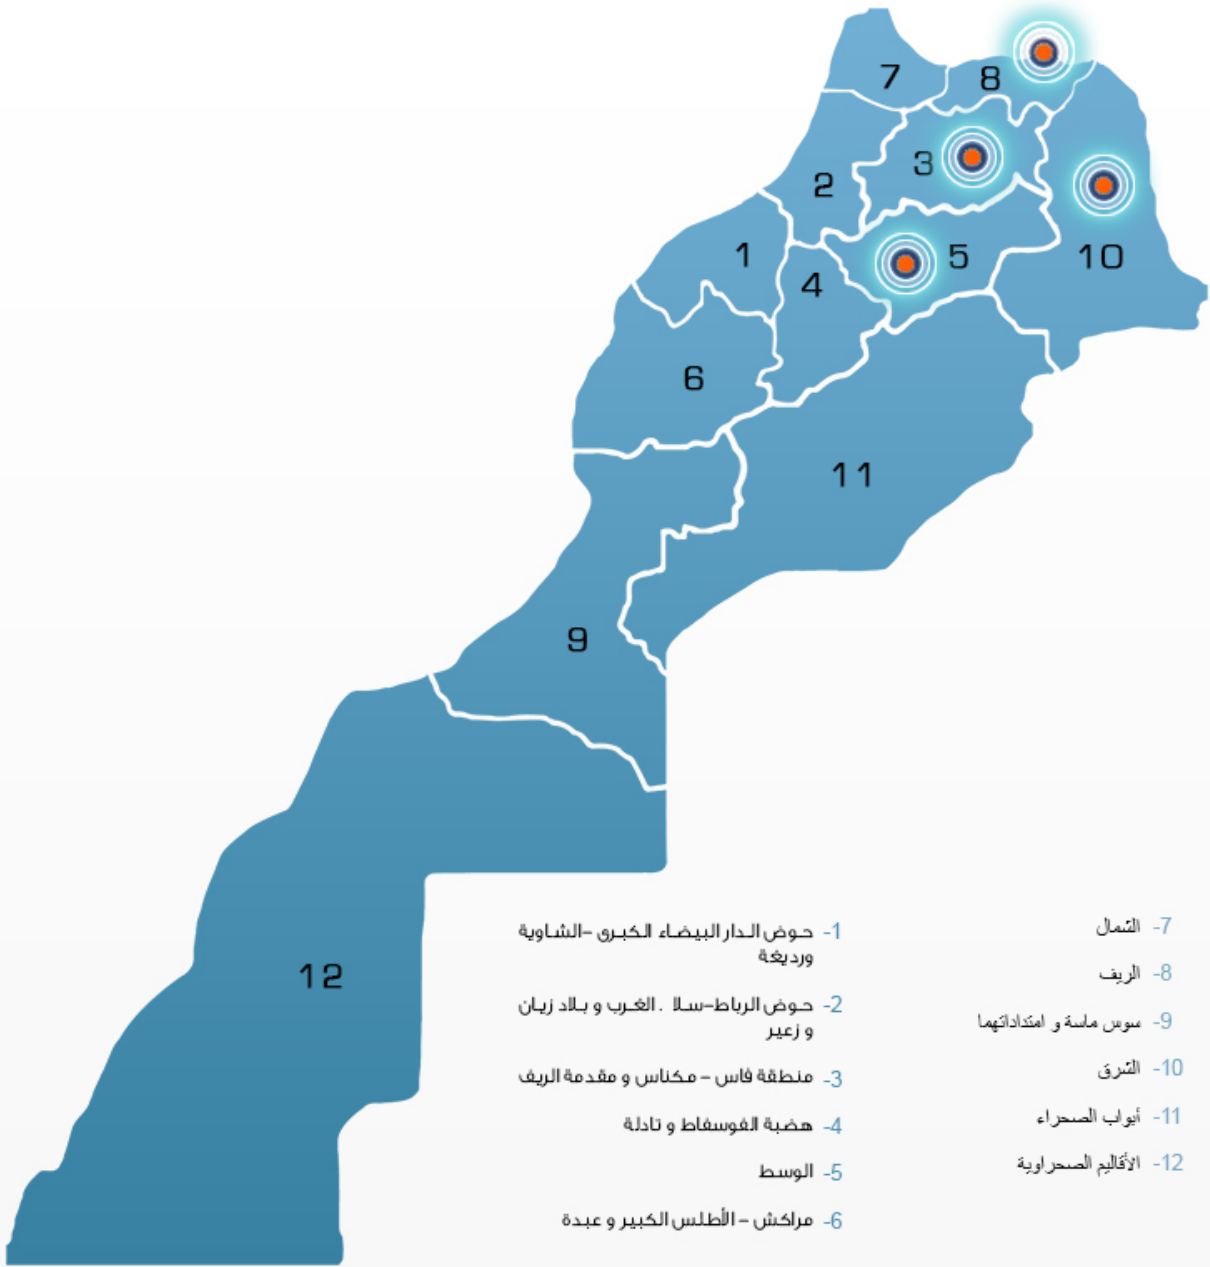 7
8
3
2
10
5
1
4
6
11
9
12
1- حوض الدار البيضاء الكبرى –الشاوية
ورديغة
2- حوض الرباط–سلا . الغرب و بلاد زيان
و زعير
3- منطقة فاس – مكناس و مقدمة الريف
4- هضبة الفوسفاط و تادلة
5- الوسط
6- مراكش – الأطلس الكبير و عبدة
7- الشمال
8- الريف
9- سوس ماسة و امتداداتهما
10- الشرق
11- أبواب الصحراء
12- الأقاليم الصحراوية